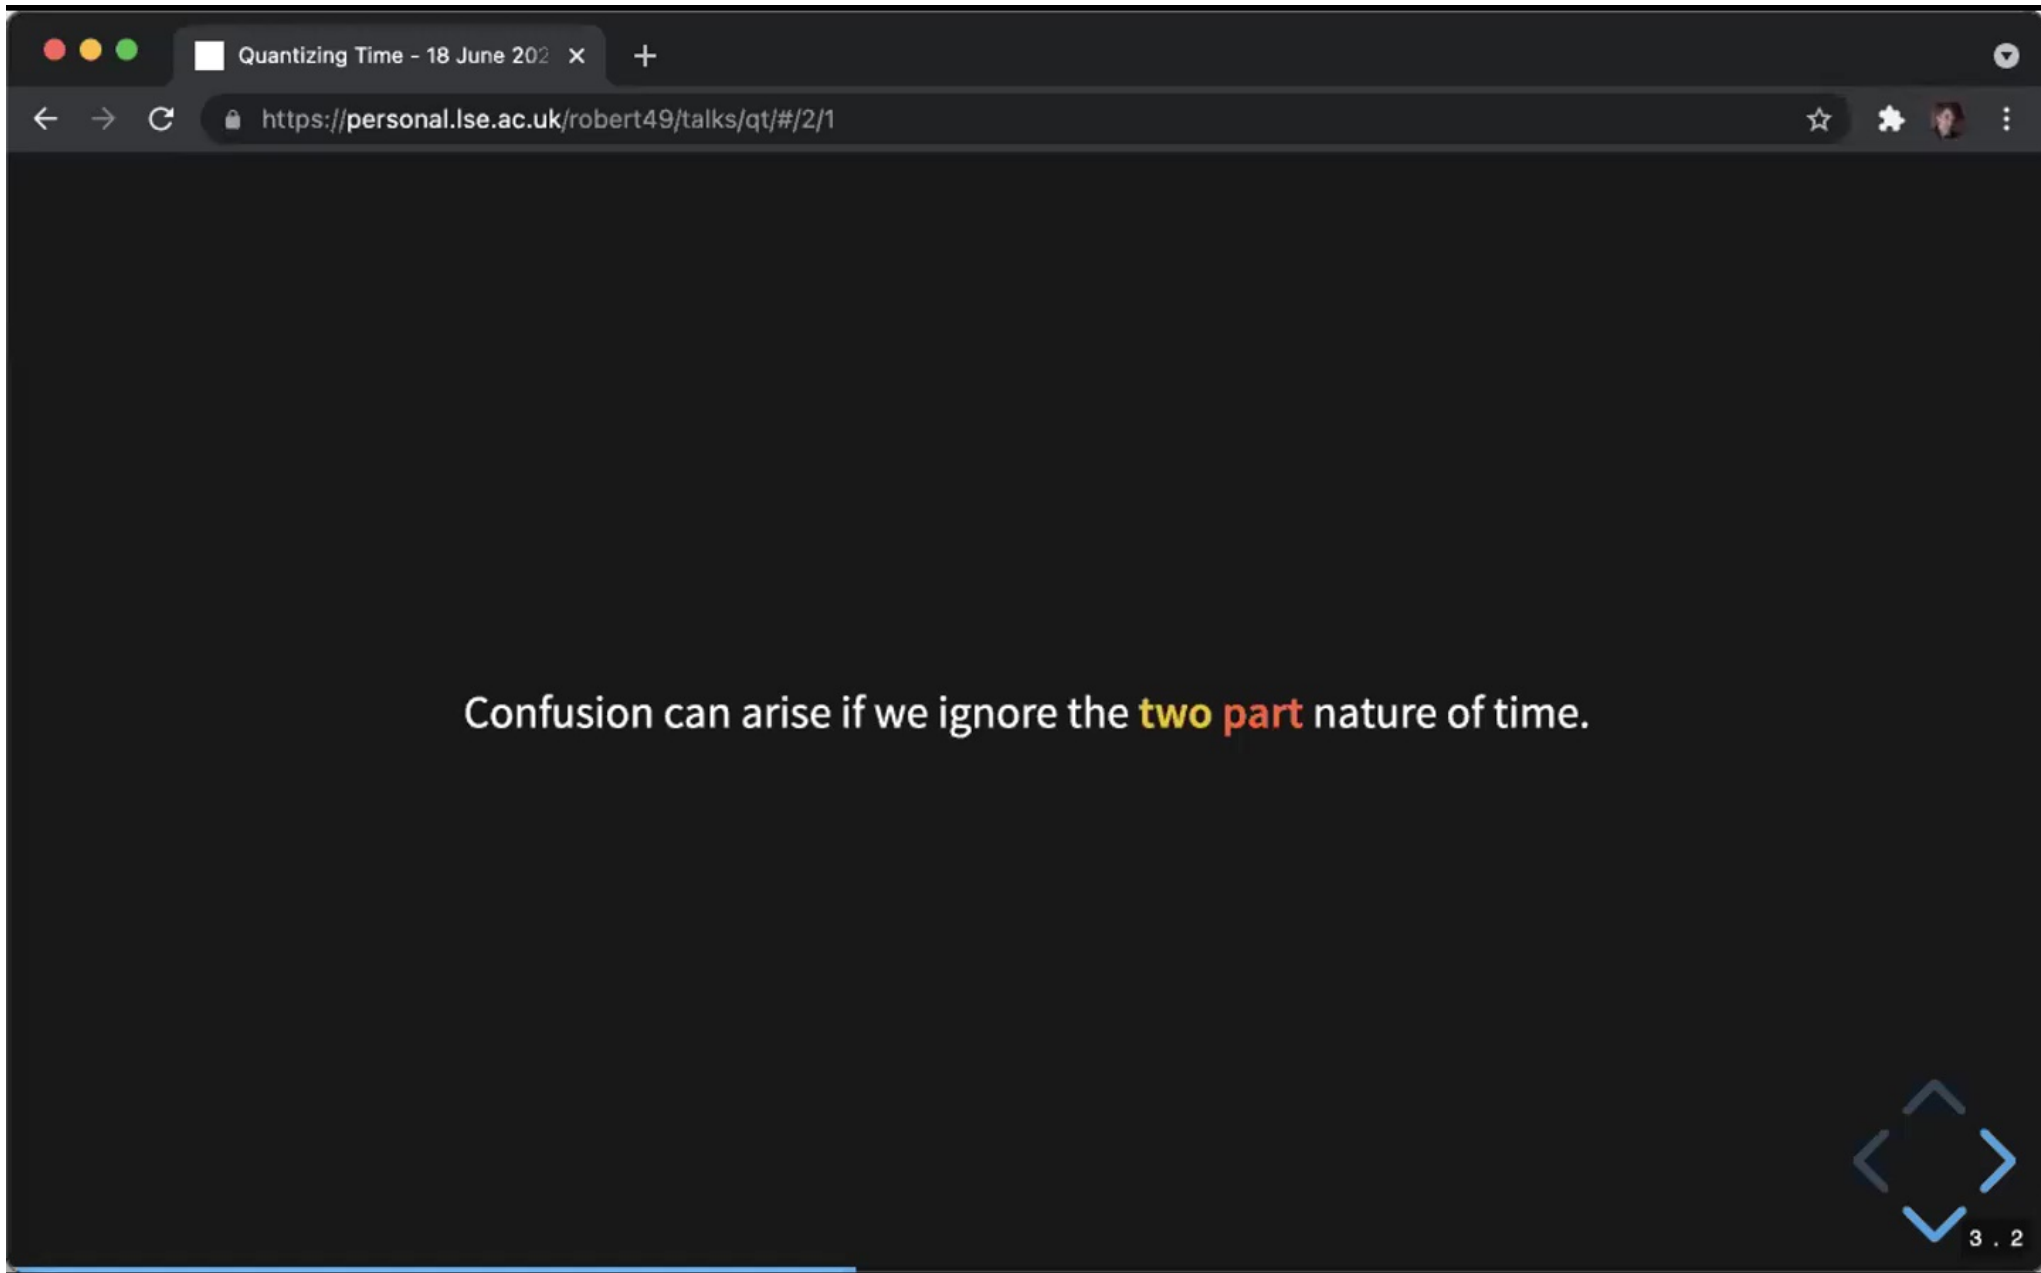 Quantizing Time - 18 June 202
https://personal.lse.ac.uk/robert49/talks/qt/#/2/1
Confusion can arise if we ignore the two part nature of time.
3 . 2